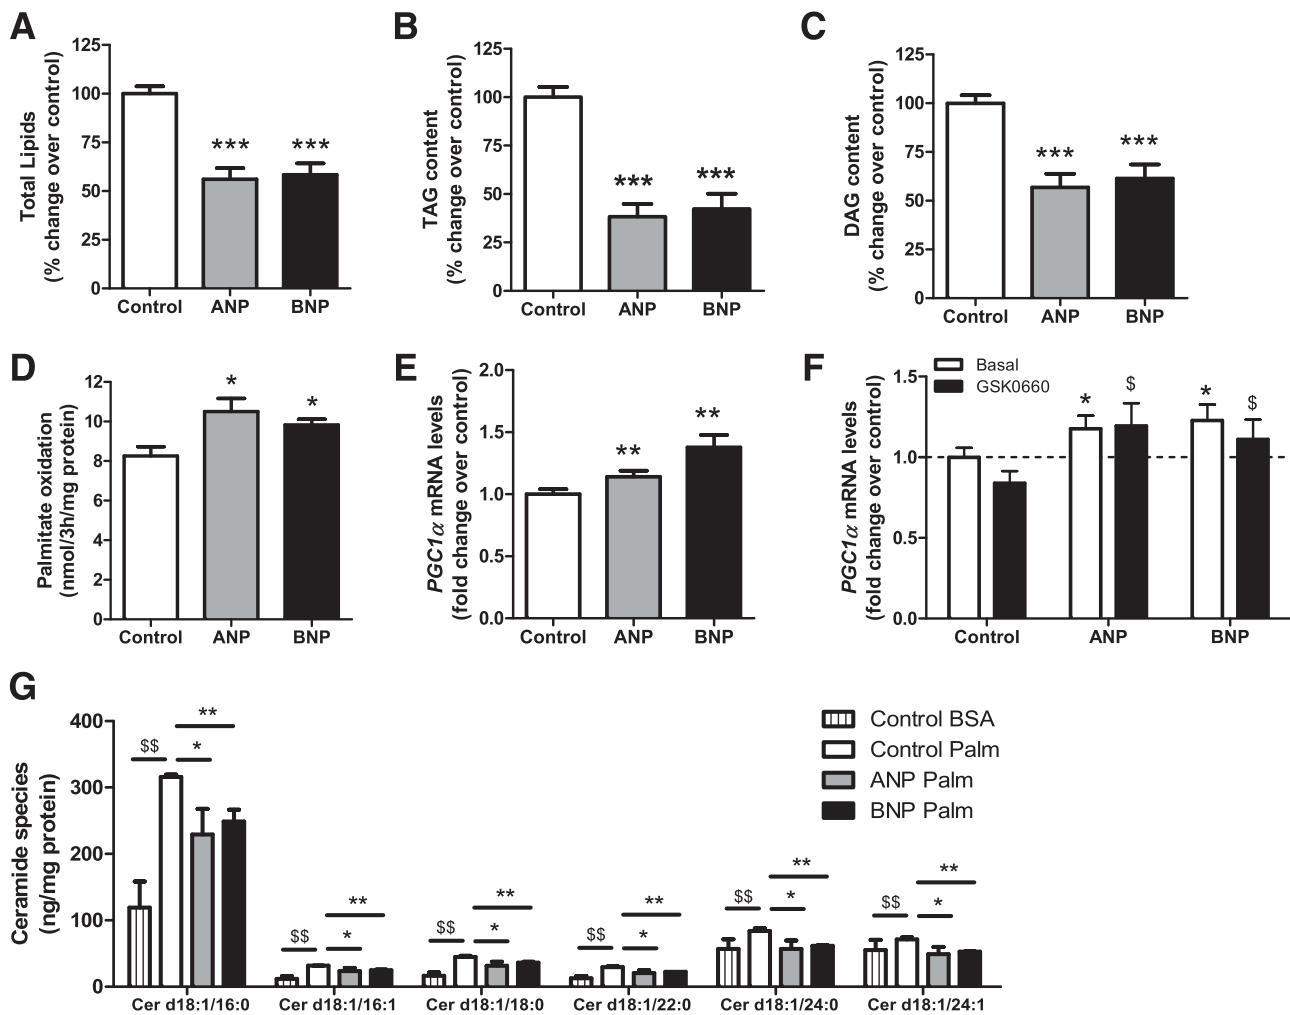 A
Total Lipids
(% change over control)
125
100
75
50
25
0
***
***
Control ANP BNP
B
TAG content
(% change over control)
125
100
75
50
25
0
***
***
Control ANP BNP
C
DAG content
(% change over control)
125
100
75
50
25
0
***
***
Control ANP BNP
D
Palmitate oxidation
(nmol/3h/mg protein)
12
10
8
6
4
2
0
*
*
Control ANP BNP
E
PGC1α mRNA levels
(fold change over control)
2.0
1.5
1.0
0.5
0.0
**
**
Control ANP BNP
F
Basal
GSK0660
PGC1α mRNA levels
(fold change over control)
1.5
1.0
0.5
0.0
* $ * $
Control ANP BNP
G
Ceramide species
(ng/mg protein)
400
300
200
100
0
Control BSA
Control Palm
ANP Palm
BNP Palm
$$ * **
$$ * **
$$ * **
$$ * **
$$ * **
$$ * **
Cer d18:1/16:0 Cer d18:1/16:1 Cer d18:1/18:0 Cer d18:1/22:0 Cer d18:1/24:0 Cer d18:1/24:1